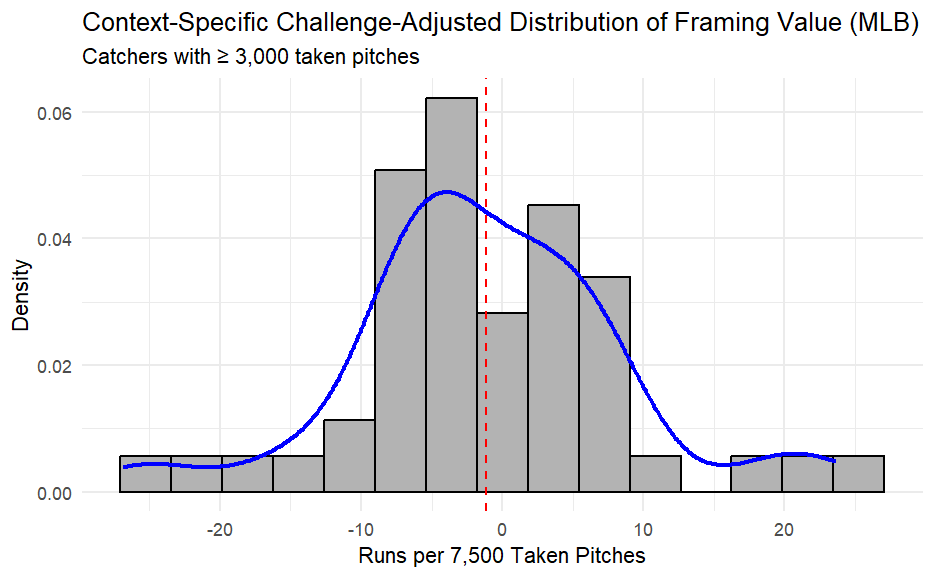 Context-Specific Challenge-Adjusted Distribution of Framing Value (MLB)
Catchers with ≥ 3,000 taken pitches
Density
0.06
0.04
0.02
0.00
-20 -10 0 10 20
Runs per 7,500 Taken Pitches